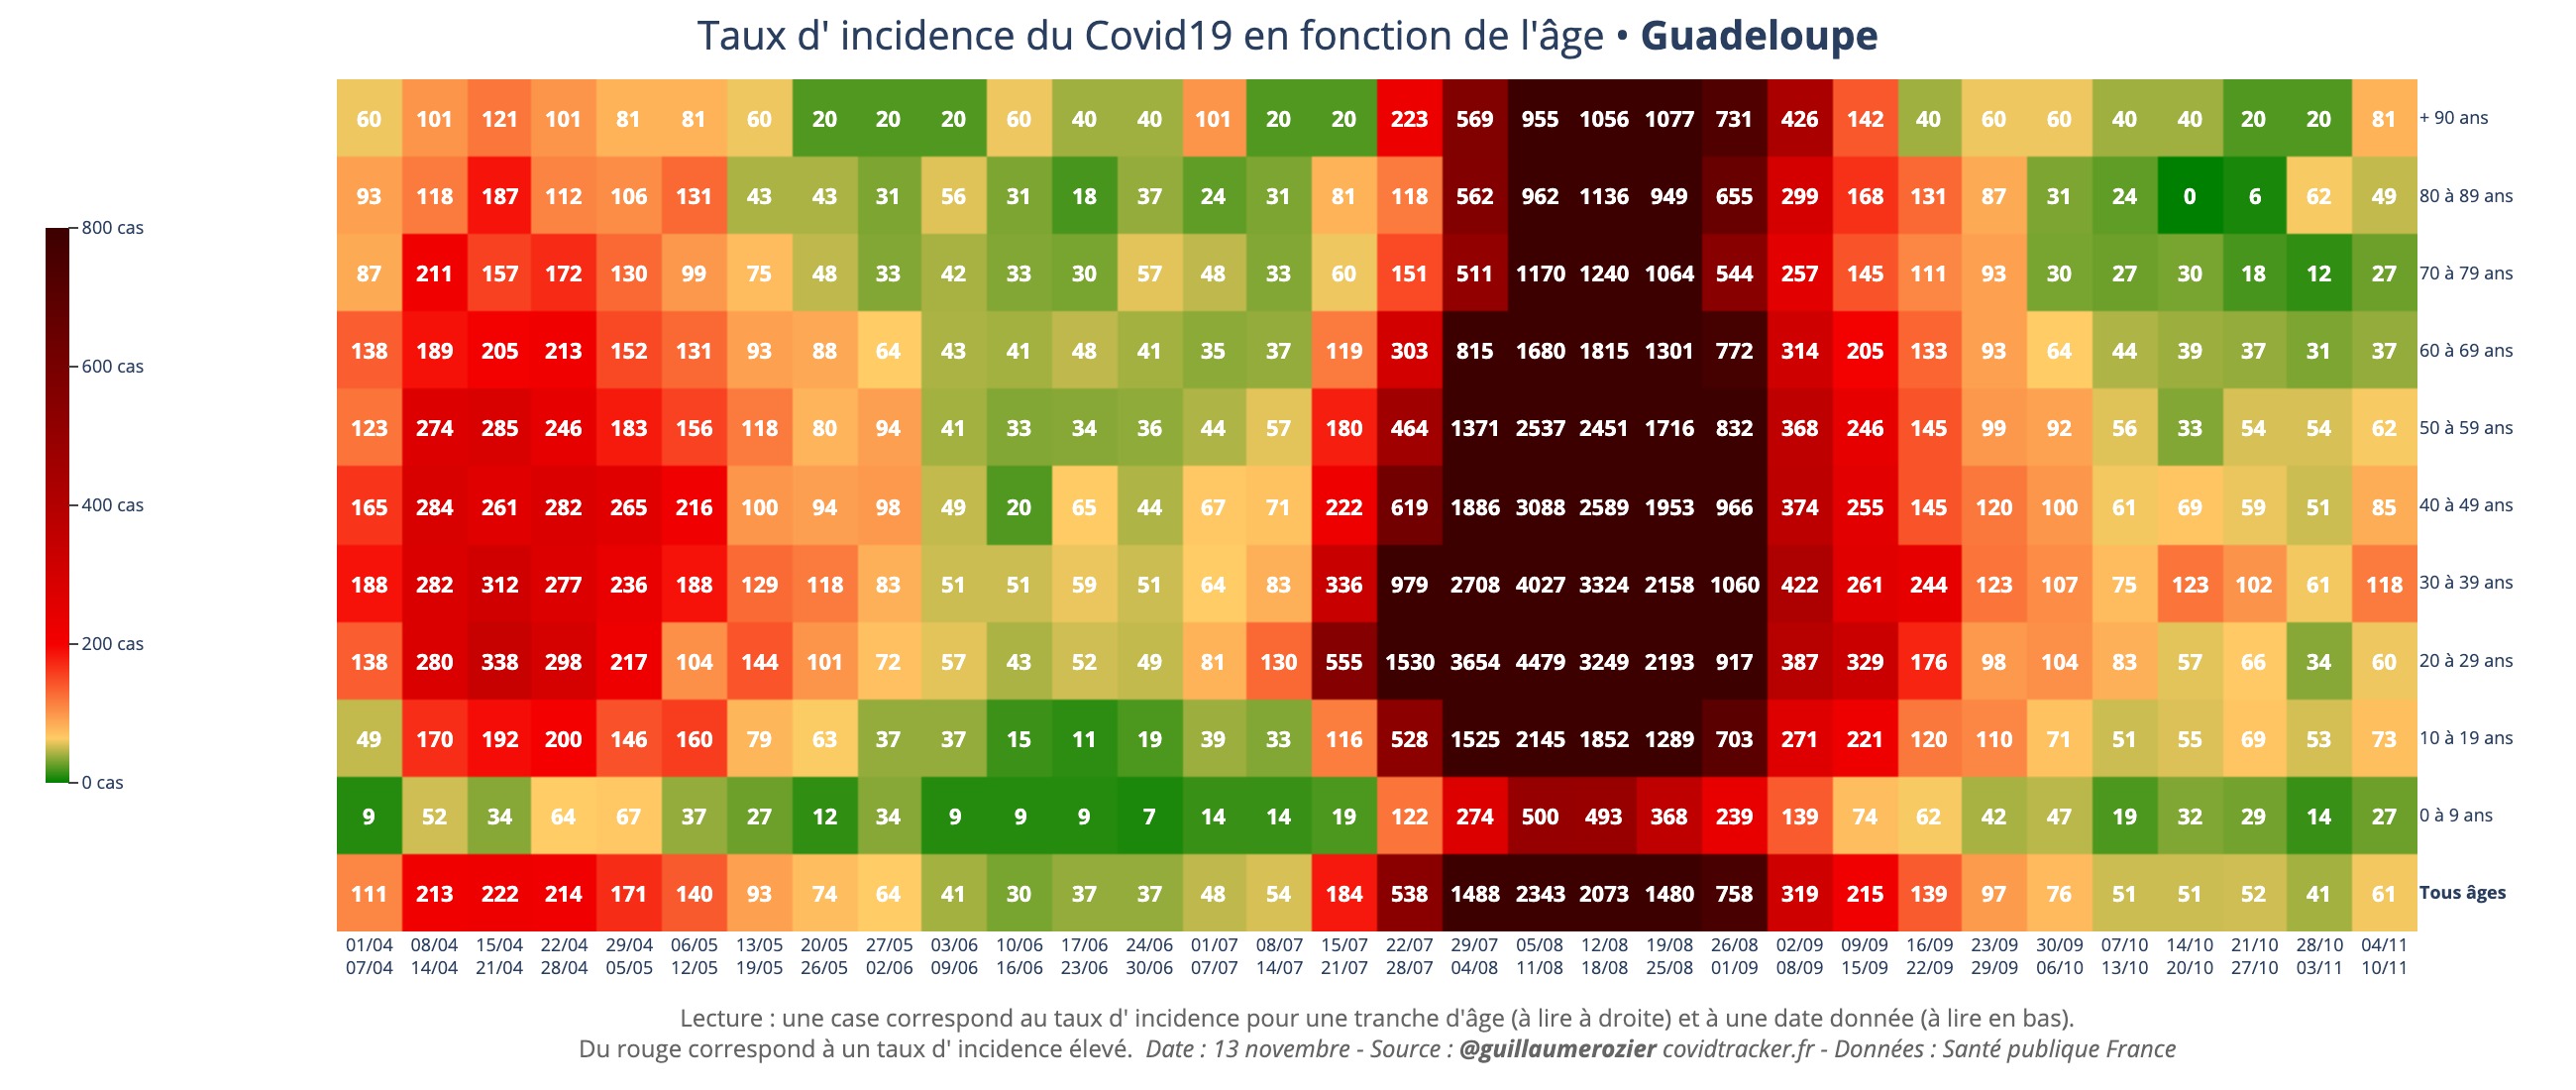 Taux d' incidence du Covid19 en fonction de l'âge • Guadeloupe
800 cas
600 cas
400 cas
200 cas
0 cas
60 101 121 101 81 81 60 20 20 20 60 40 40 101 20 20 223 569 955 1056 1077 731 426 142 40 60 60 40 40 20 20 81 + 90 ans
93 118 187 112 106 131 43 43 31 56 31 18 37 24 31 81 118 562 962 1136 949 655 299 168 131 87 31 24 0 6 62 49 80 à 89 ans
87 211 157 172 130 99 75 48 33 42 33 30 57 48 33 60 151 511 1170 1240 1064 544 257 145 111 93 30 27 30 18 12 27 70 à 79 ans
138 189 205 213 152 131 93 88 64 43 41 48 41 35 37 119 303 815 1680 1815 1301 772 314 205 133 93 64 44 39 37 31 37 60 à 69 ans
123 274 285 246 183 156 118 80 94 41 33 34 36 44 57 180 464 1371 2537 2451 1716 832 368 246 145 99 92 56 33 54 54 62 50 à 59 ans
165 284 261 282 265 216 100 94 98 49 20 65 44 67 71 222 619 1886 3088 2589 1953 966 374 255 145 120 100 61 69 59 51 85 40 à 49 ans
188 282 312 277 236 188 129 118 83 51 51 59 51 64 83 336 979 2708 4027 3324 2158 1060 422 261 244 123 107 75 123 102 61 118 30 à 39 ans
138 280 338 298 217 104 144 101 72 57 43 52 49 81 130 555 1530 3654 4479 3249 2193 917 387 329 176 98 104 83 57 66 34 60 20 à 29 ans
49 170 192 200 146 160 79 63 37 37 15 11 19 39 33 116 528 1525 2145 1852 1289 703 271 221 120 110 71 51 55 69 53 73 10 à 19 ans
9 52 34 64 67 37 27 12 34 9 9 9 7 14 14 19 122 274 500 493 368 239 139 74 62 42 47 19 32 29 14 27 0 à 9 ans
111 213 222 214 171 140 93 74 64 41 30 37 37 48 54 184 538 1488 2343 2073 1480 758 319 215 139 97 76 51 51 52 41 61 Tous âges
01/04 08/04 15/04 22/04 29/04 06/05 13/05 20/05 27/05 03/06 10/06 17/06 24/06 01/07 08/07 15/07 22/07 29/07 05/08 12/08 19/08 26/08 02/09 09/09 16/09 23/09 30/09 07/10 14/10 21/10 28/10 04/11
07/04 14/04 21/04 28/04 05/05 12/05 19/05 26/05 02/06 09/06 16/06 23/06 30/06 07/07 14/07 21/07 28/07 04/08 11/08 18/08 25/08 01/09 08/09 15/09 22/09 29/09 06/10 13/10 20/10 27/10 03/11 10/11
Lecture : une case correspond au taux d' incidence pour une tranche d'âge (à lire à droite) et à une date donnée (à lire en bas).
Du rouge correspond à un taux d' incidence élevé. Date : 13 novembre - Source : @guillaumerozier covidtracker.fr - Données : Santé publique France